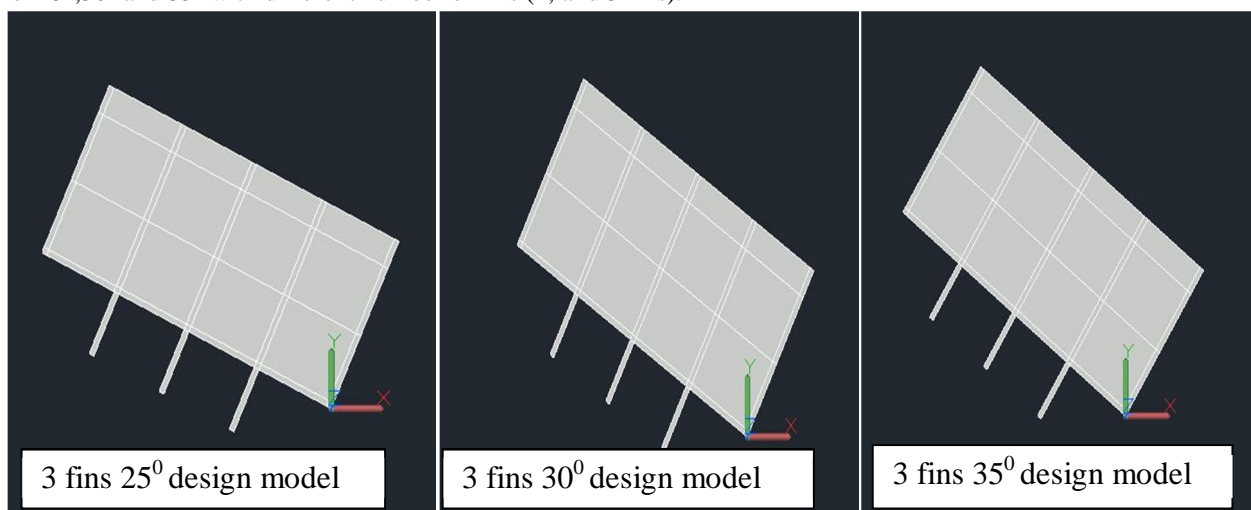 3 fins 25⁰ design model
3 fins 30⁰ design model
3 fins 35⁰ design model
Y
X
Y
X
Y
X